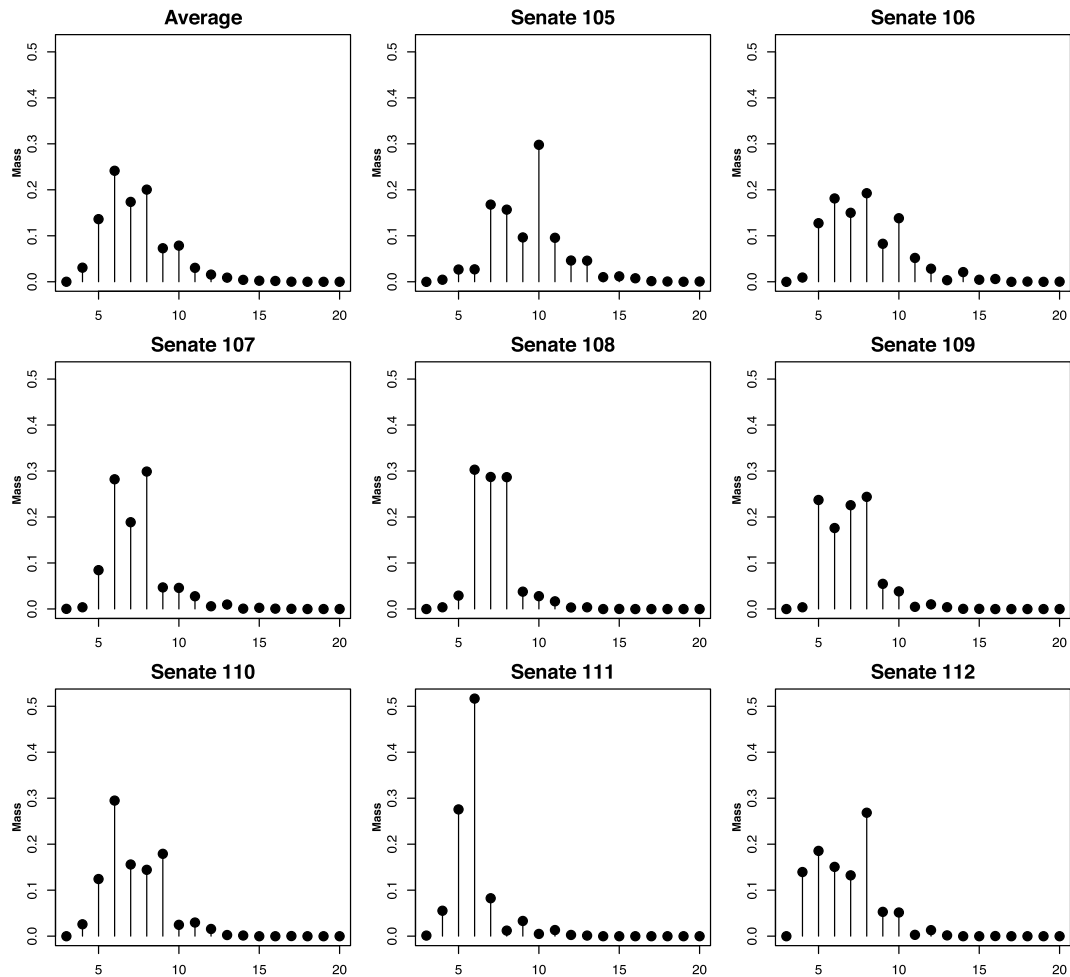 Average
0.0 0.1 0.2 0.3 0.4 0.5
Mass
5 10 15 20
Senate 105
0.0 0.1 0.2 0.3 0.4 0.5
Mass
5 10 15 20
Senate 106
0.0 0.1 0.2 0.3 0.4 0.5
Mass
5 10 15 20
Senate 107
0.0 0.1 0.2 0.3 0.4 0.5
Mass
5 10 15 20
Senate 108
0.0 0.1 0.2 0.3 0.4 0.5
Mass
5 10 15 20
Senate 109
0.0 0.1 0.2 0.3 0.4 0.5
Mass
5 10 15 20
Senate 110
0.0 0.1 0.2 0.3 0.4 0.5
Mass
5 10 15 20
Senate 111
0.0 0.1 0.2 0.3 0.4 0.5
Mass
5 10 15 20
Senate 112
0.0 0.1 0.2 0.3 0.4 0.5
Mass
5 10 15 20